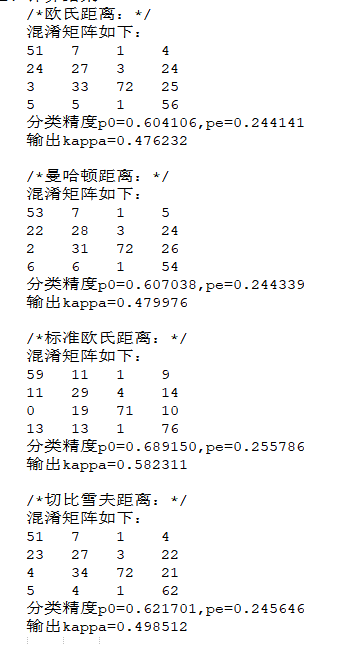 /*欧氏距离：*/
混淆矩阵如下：
51 7 1 4
24 27 3 24
3 33 72 25
5 5 1 56
分类精度p0=0.604106,pe=0.244141
输出kappa=0.476232
/*曼哈顿距离：*/
混淆矩阵如下：
53 7 1 5
22 28 3 24
2 31 72 26
6 6 1 54
分类精度p0=0.607038,pe=0.244339
输出kappa=0.479976
/*标准欧氏距离：*/
混淆矩阵如下：
59 11 1 9
11 29 4 14
0 19 71 10
13 13 1 76
分类精度p0=0.689150,pe=0.255786
输出kappa=0.582311
/*切比雪夫距离：*/
混淆矩阵如下：
51 7 1 4
23 27 3 22
4 34 72 21
5 4 1 62
分类精度p0=0.621701,pe=0.245646
输出kappa=0.498512